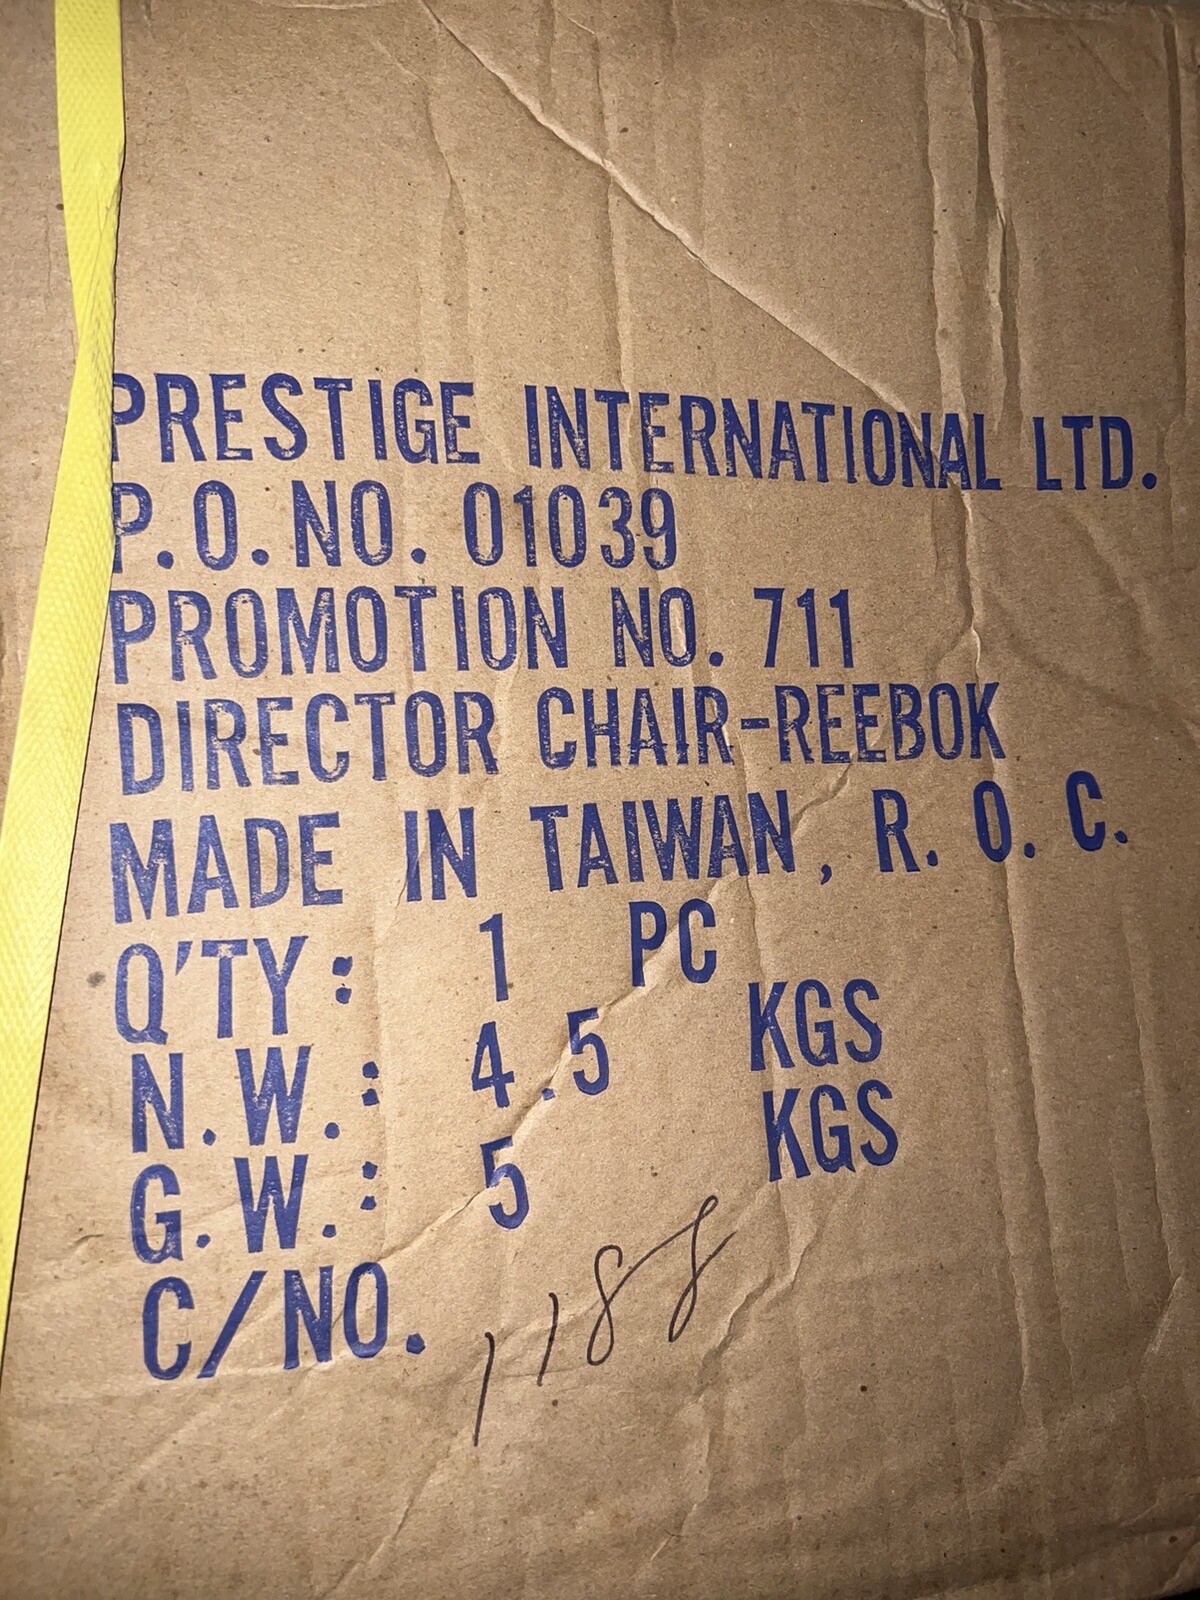 PRESTIGE INTERNATIONAL LTD.
P.O. NO. 01039
PROMOTION NO. 711
DIRECTOR CHAIR-REEBOK
MADE IN TAIWAN, R. O. C.
Q'TY: 1 PC
N.W.: 4.5 KGS
G.W.: 5 KGS
C/NO. 1188